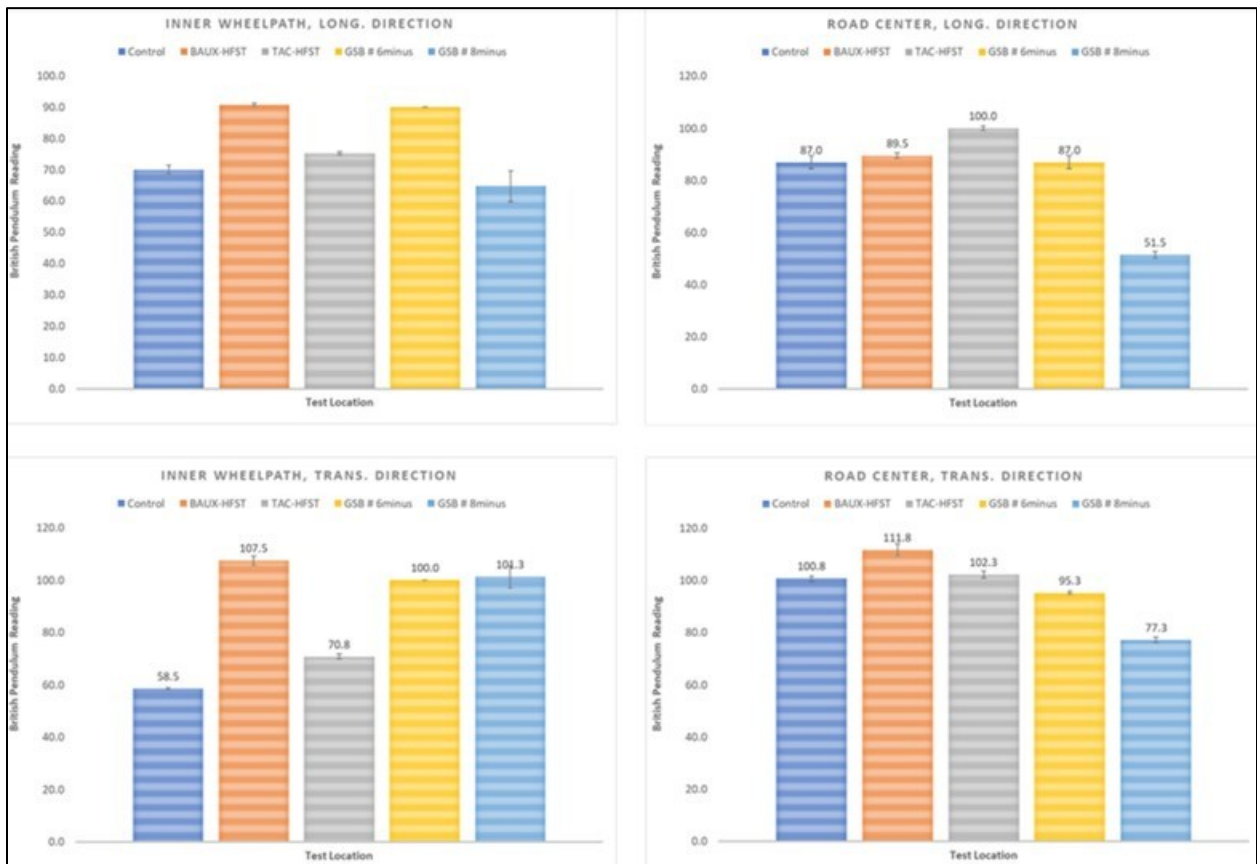 INNER WHEELPATH, LONG. DIRECTION
Control BAUX-HFST TAC-HFST GSB # 6minus GSB # 8minus
British Pendulum Reading
100.0
90.0
80.0
70.0
60.0
50.0
40.0
30.0
20.0
10.0
0.0
Test Location
ROAD CENTER, LONG. DIRECTION
Control BAUX-HFST TAC-HFST GSB # 6minus GSB # 8minus
British Pendulum Reading
120.0
100.0
80.0
60.0
40.0
20.0
0.0
87.0 89.5 100.0 87.0 51.5
Test Location
INNER WHEELPATH, TRANS. DIRECTION
Control BAUX-HFST TAC-HFST GSB # 6minus GSB # 8minus
British Pendulum Reading
120.0
100.0
80.0
60.0
40.0
20.0
0.0
58.5 107.5 70.8 100.0 101.3
Test Location
ROAD CENTER, TRANS. DIRECTION
Control BAUX-HFST TAC-HFST GSB # 6minus GSB # 8minus
British Pendulum Reading
120.0
100.0
80.0
60.0
40.0
20.0
0.0
100.8 111.8 102.3 95.3 77.3
Test Location